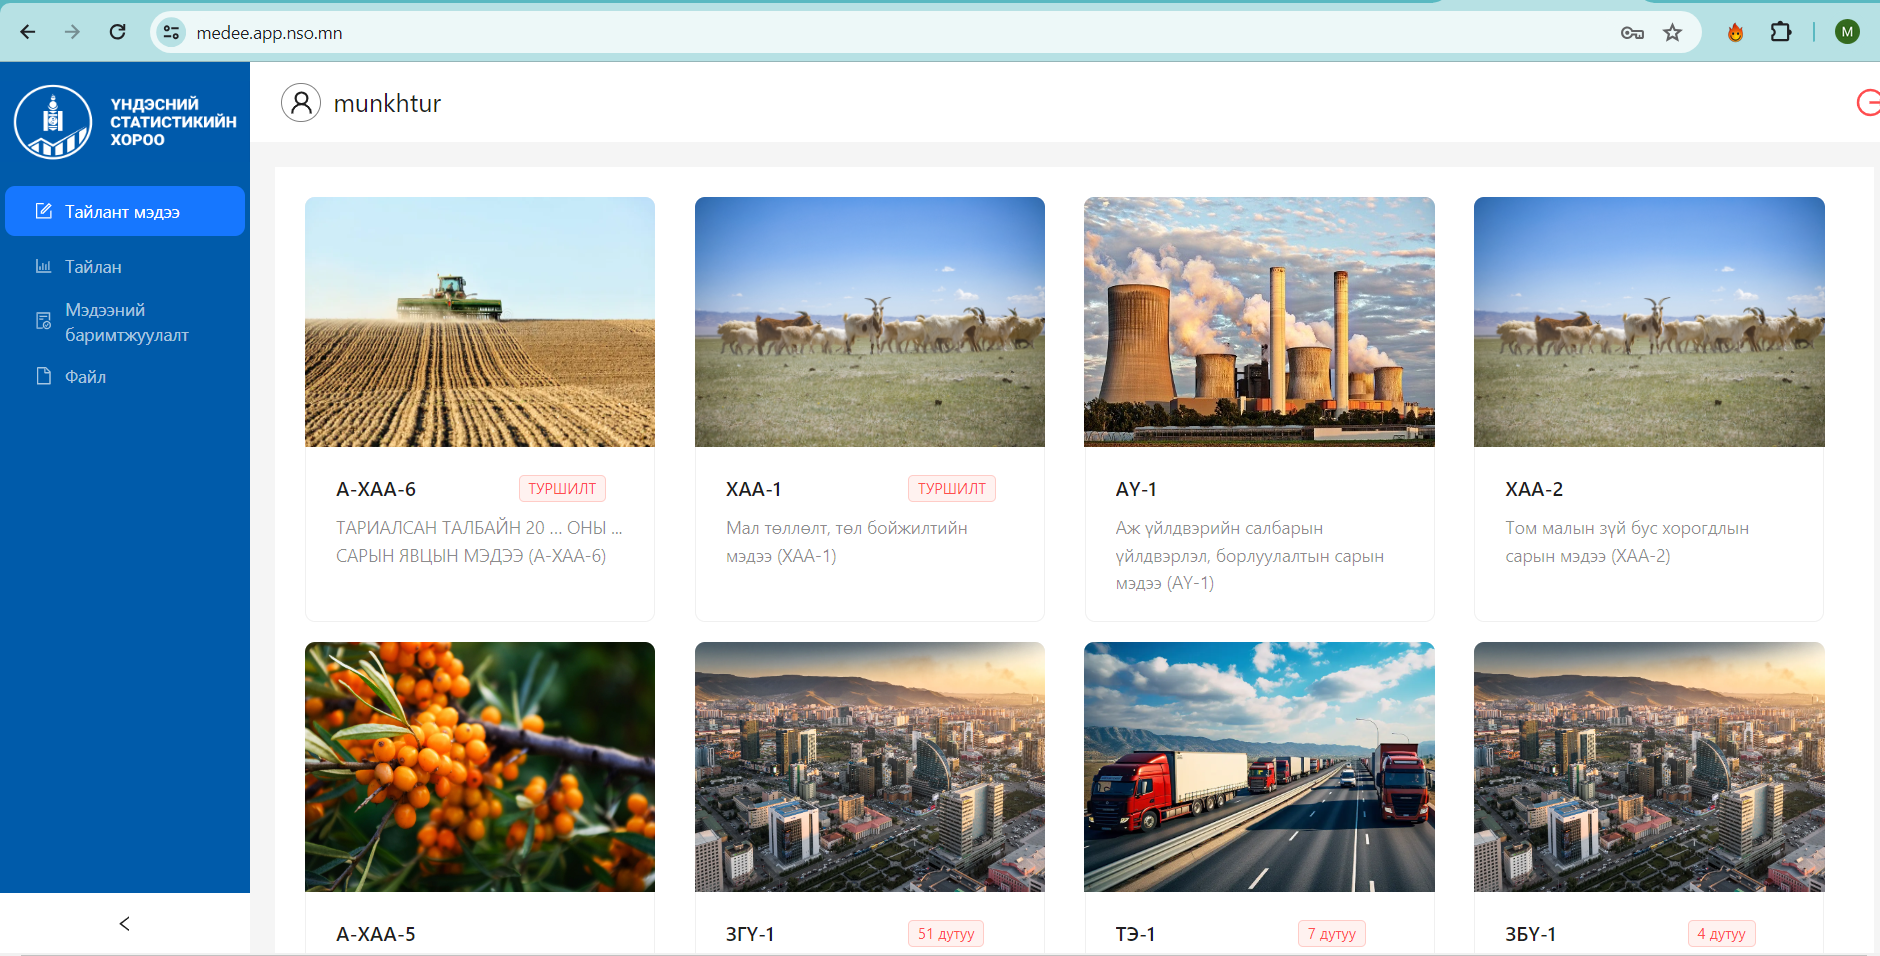 medee.app.nso.mn
M
ҮНДЭСНИЙ
СТАТИСТИКИЙН
ХОРОО
munkhtur
Тайлант мэдээ
Тайлан
Мэдээний
баримтжуулалт
Файл
А-ХАА-6
ТУРШИЛТ
ТАРИАЛСАН ТАЛБАЙН 20 ... ОНЫ ...
САРЫН ЯВЦЫН МЭДЭЭ (А-ХАА-6)
ХАА-1
ТУРШИЛТ
Мал төллөлт, төл бойжилтийн
мэдээ (ХАА-1)
АҮ-1
Аж үйлдвэрийн салбарын
үйлдвэрлэл, борлуулалтын сарын
мэдээ (АҮ-1)
ХАА-2
Том малын зүй бус хорогдлын
сарын мэдээ (ХАА-2)
А-ХАА-5
ЗГҮ-1
51 дутуу
ТЭ-1
7 дутуу
ЗБҮ-1
4 дутуу